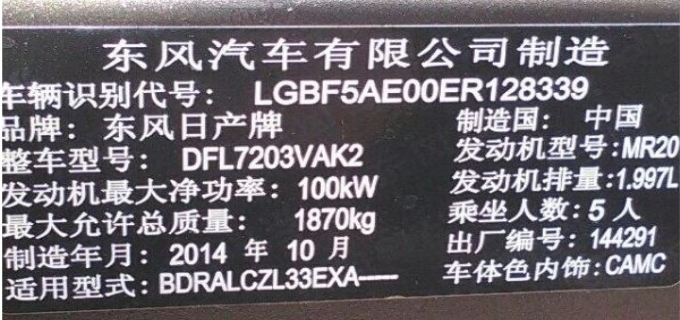 东风汽车有限公司制造
车辆识别代号: LGBF5AE00ER128339
品牌: 东风日产牌 制造国: 中国
整车型号: DFL7203VAK2 发动机型号: MR20
发动机最大净功率: 100kW 发动机排量: 1.997L
最大允许总质量: 1870kg 乘坐人数: 5 人
制造年月: 2014 年 10 月 出厂编号: 144291
适用型式: BDRALCZL33EXA----- 车体色内饰: CAMC